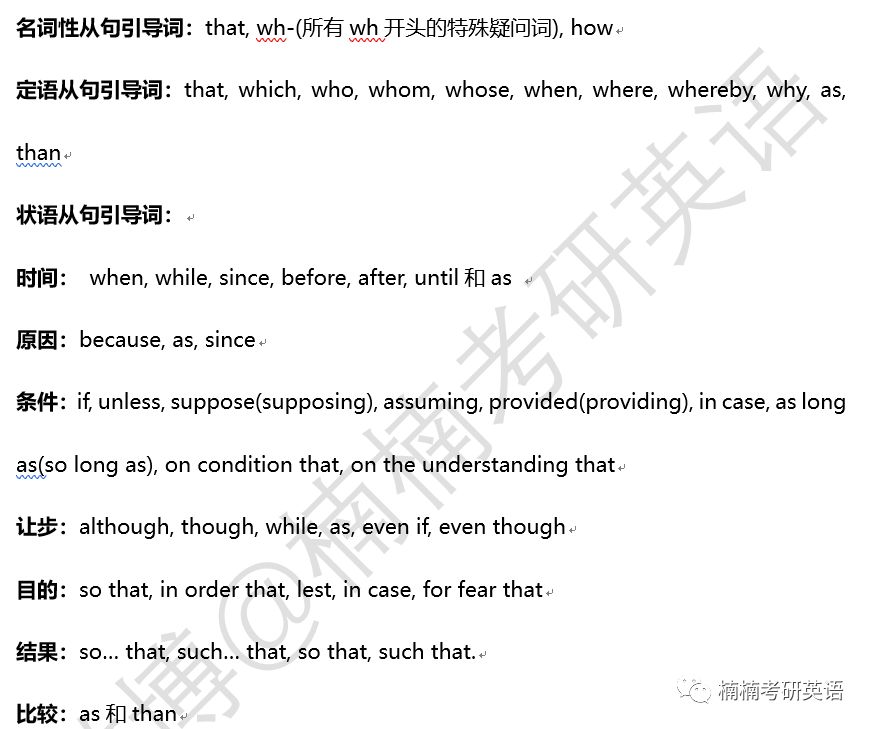 名词性从句引导词：that, wh-(所有 wh 开头的特殊疑问词), how
定语从句引导词：that, which, who, whom, whose, when, where, whereby, why, as,
than
状语从句引导词：
时间： when, while, since, before, after, until 和 as
原因：because, as, since
条件：if, unless, suppose(supposing), assuming, provided(providing), in case, as long
as(so long as), on condition that, on the understanding that
让步：although, though, while, as, even if, even though
目的：so that, in order that, lest, in case, for fear that
结果：so… that, such… that, so that, such that.
比较：as 和 than
博@楠楠考研英语
楠楠考研英语